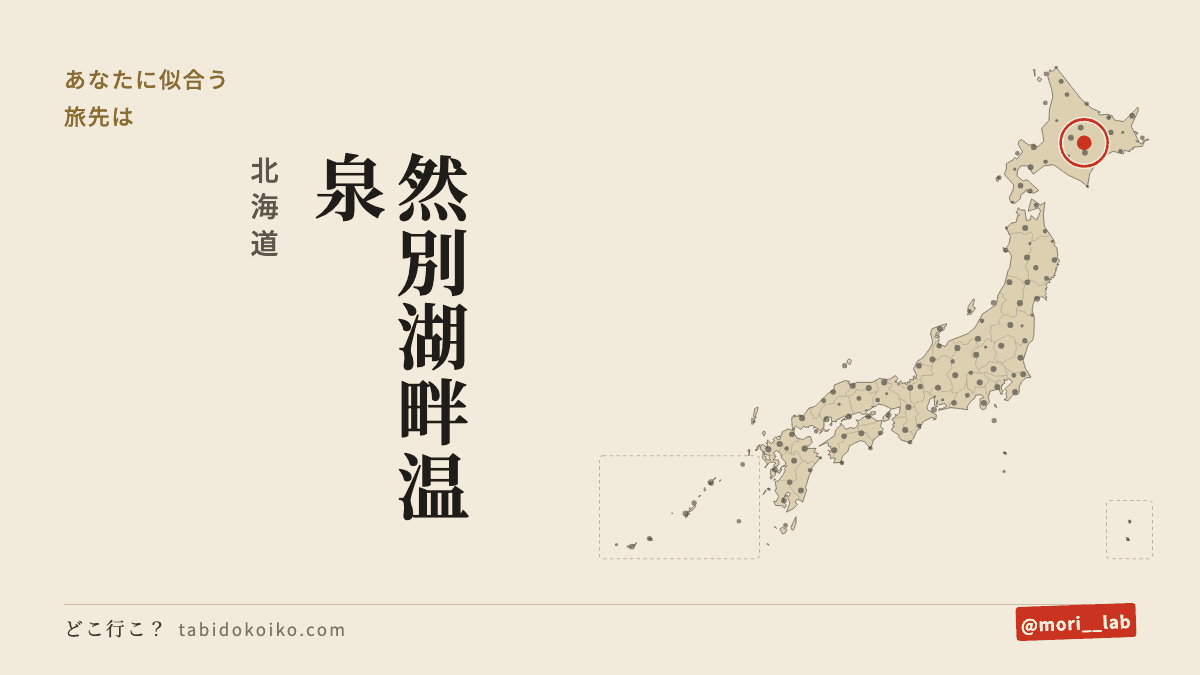 あなたに似合う
旅先は
然別湖畔温
泉
北海道
どこ行こ？ tabidokoiko.com
@mori__lab